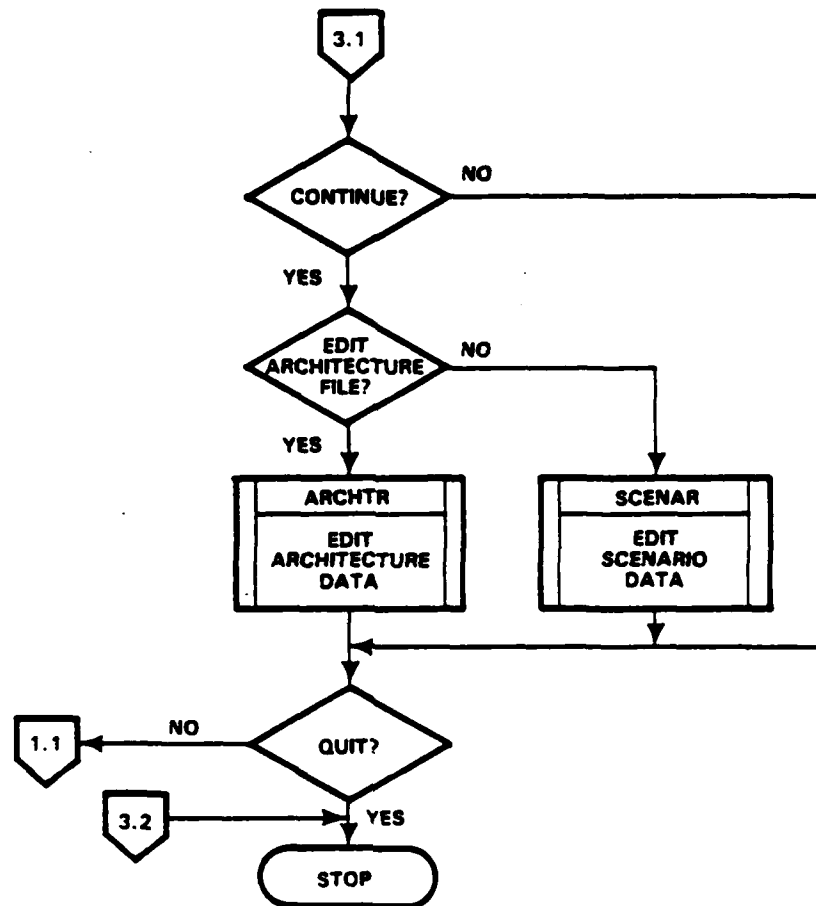 3.1
CONTINUE?
NO
YES
EDIT
ARCHITECTURE
FILE?
NO
YES
ARCHTR
EDIT
ARCHITECTURE
DATA
SCENAR
EDIT
SCENARIO
DATA
QUIT?
NO
1.1
3.2
YES
STOP